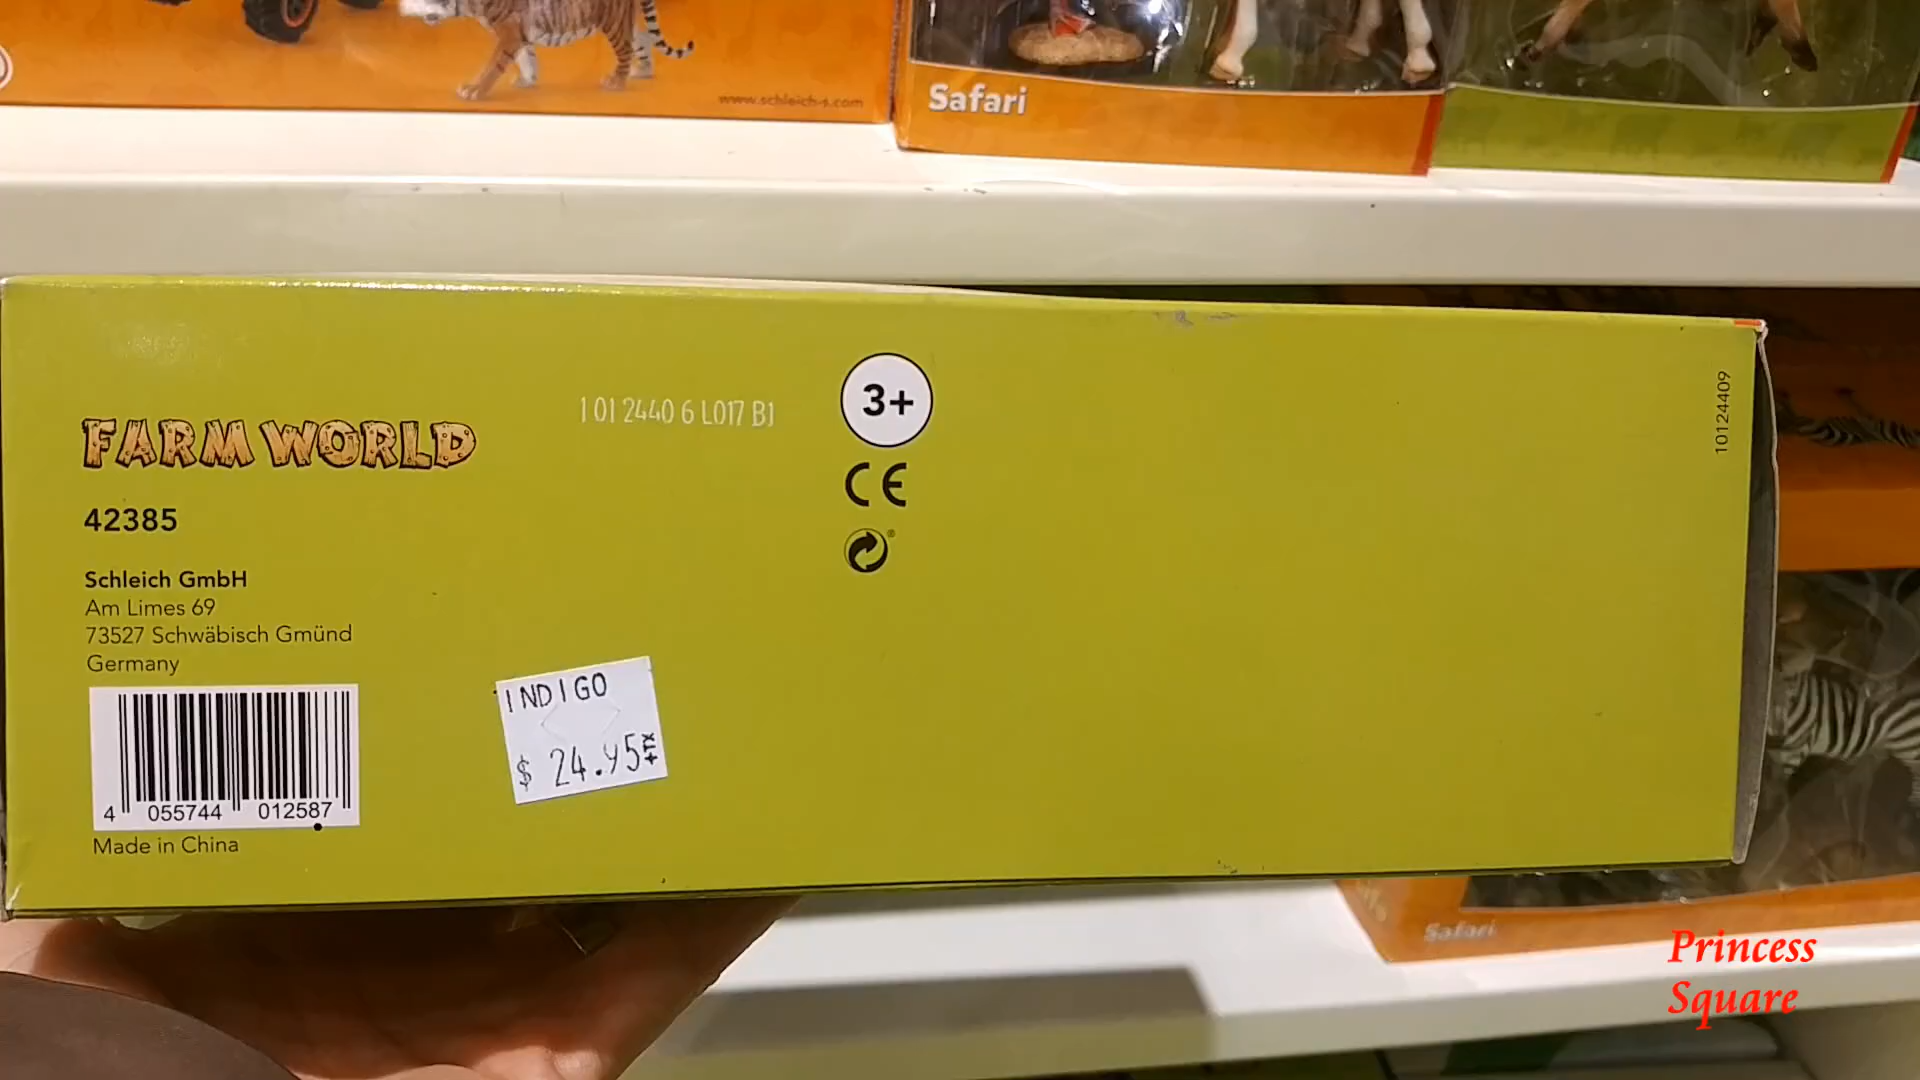 www.schleich-s.com
Safari
FARM WORLD
1 01 2440 6 L017 B1
3+
CE
10124409
42385
Schleich GmbH
Am Limes 69
73527 Schwäbisch Gmünd
Germany
INDIGO
$ 24.95 +TX
4 055744 012587
Made in China
Safari
Princess
Square